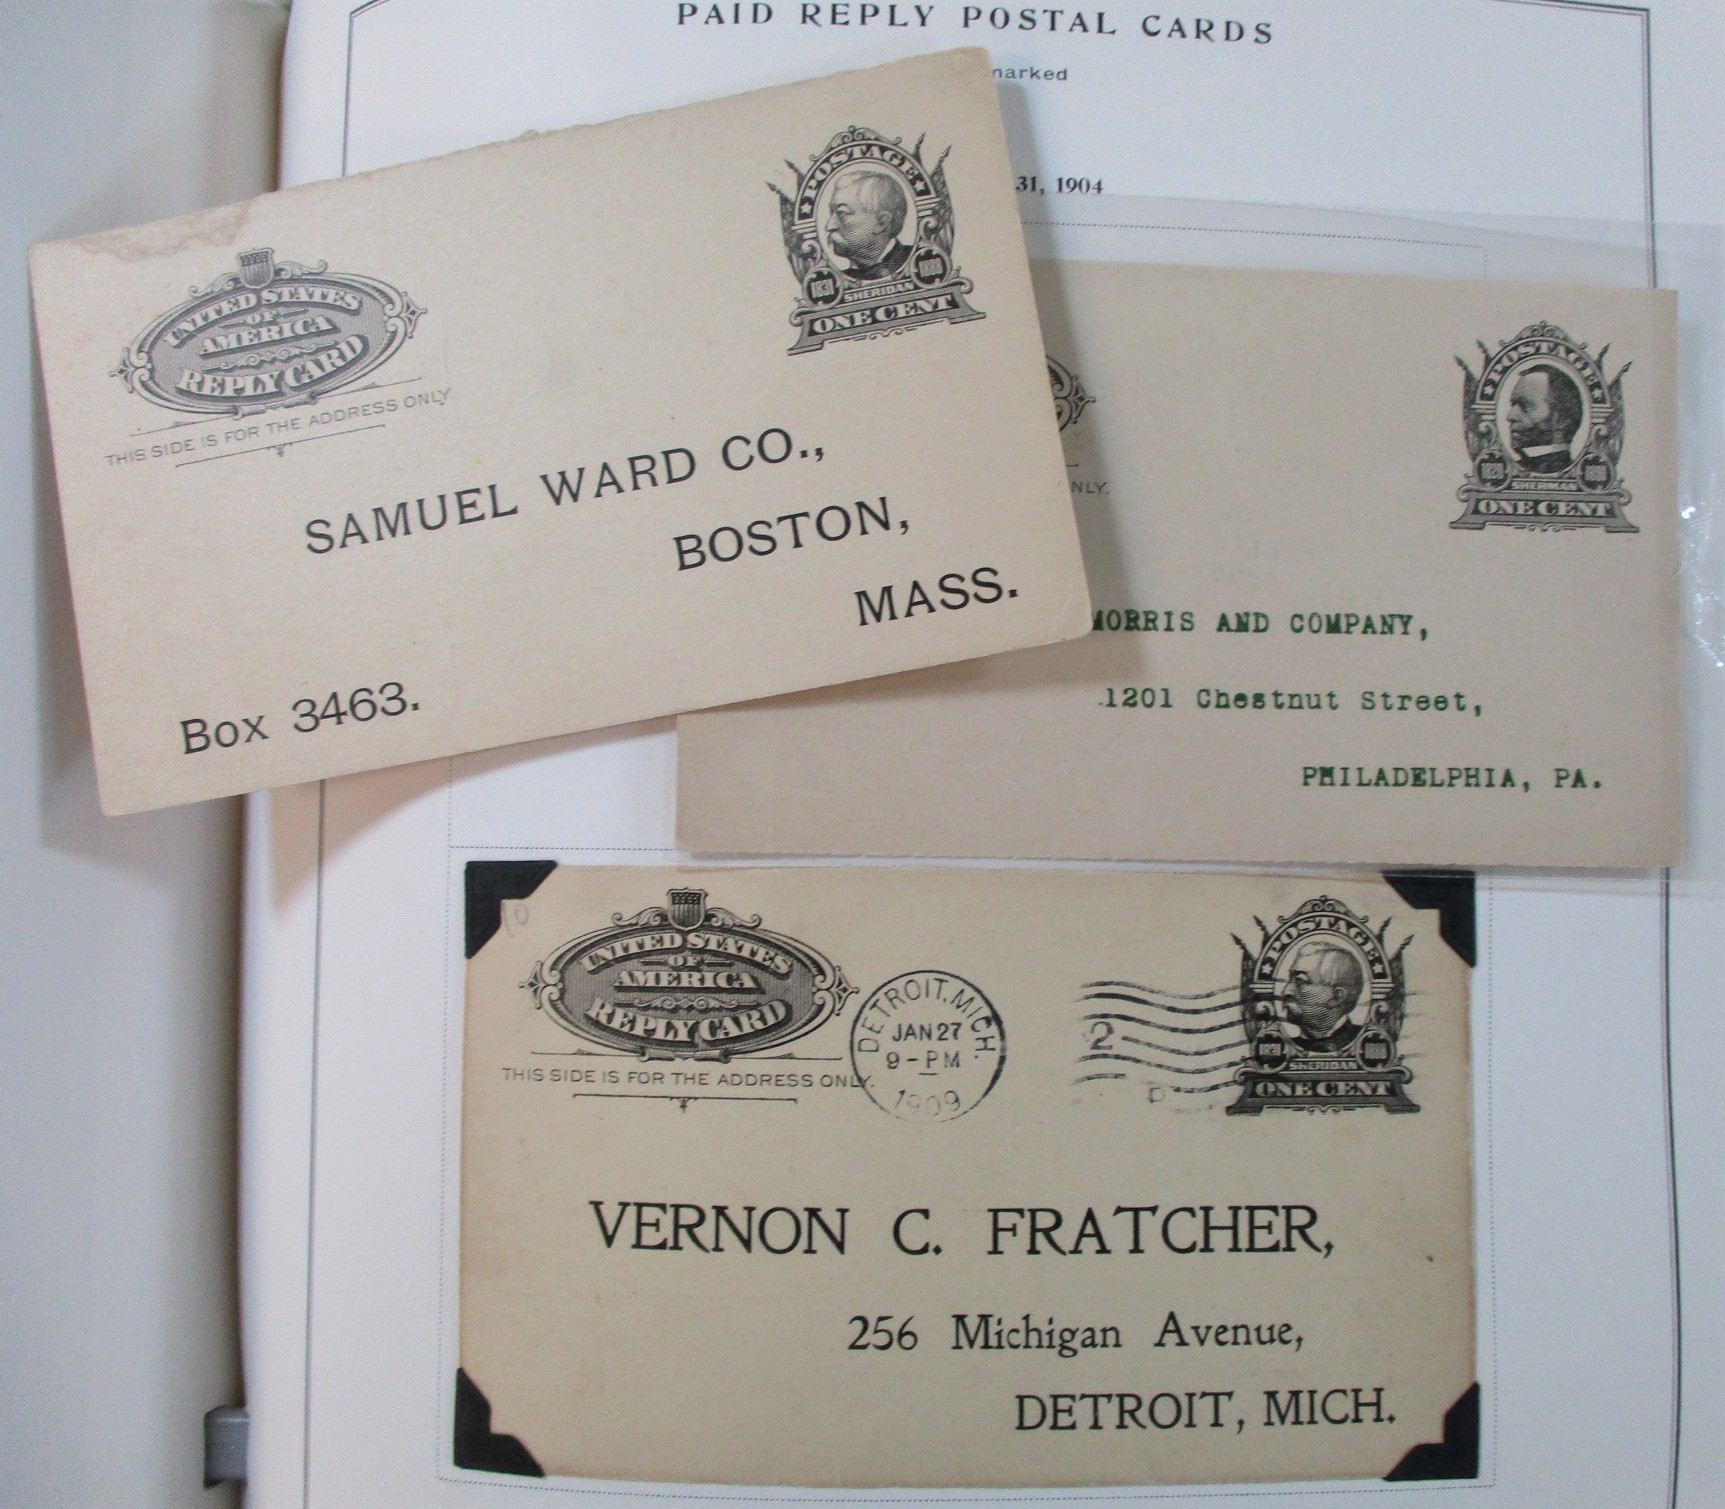 PAID REPLY POSTAL CARDS
marked
31, 1904
POSTAGE
1831 1888
SHERIDAN
ONE CENT
UNITED STATES
OF
AMERICA
REPLY CARD
THIS SIDE IS FOR THE ADDRESS ONLY.
SAMUEL WARD CO.,
BOSTON,
MASS.
Box 3463.
POSTAGE
1820
SHERMAN
ONE CENT
NLY.
MORRIS AND COMPANY,
1201 Chestnut Street,
PHILADELPHIA, PA.
10
UNITED STATES
OF
AMERICA
REPLY CARD
THIS SIDE IS FOR THE ADDRESS ONLY.
DETROIT, MICH.
JAN 27
9-PM
1909
2
D
POSTAGE
1831 1888
SHERIDAN
ONE CENT
VERNON C. FRATCHER,
256 Michigan Avenue,
DETROIT, MICH.